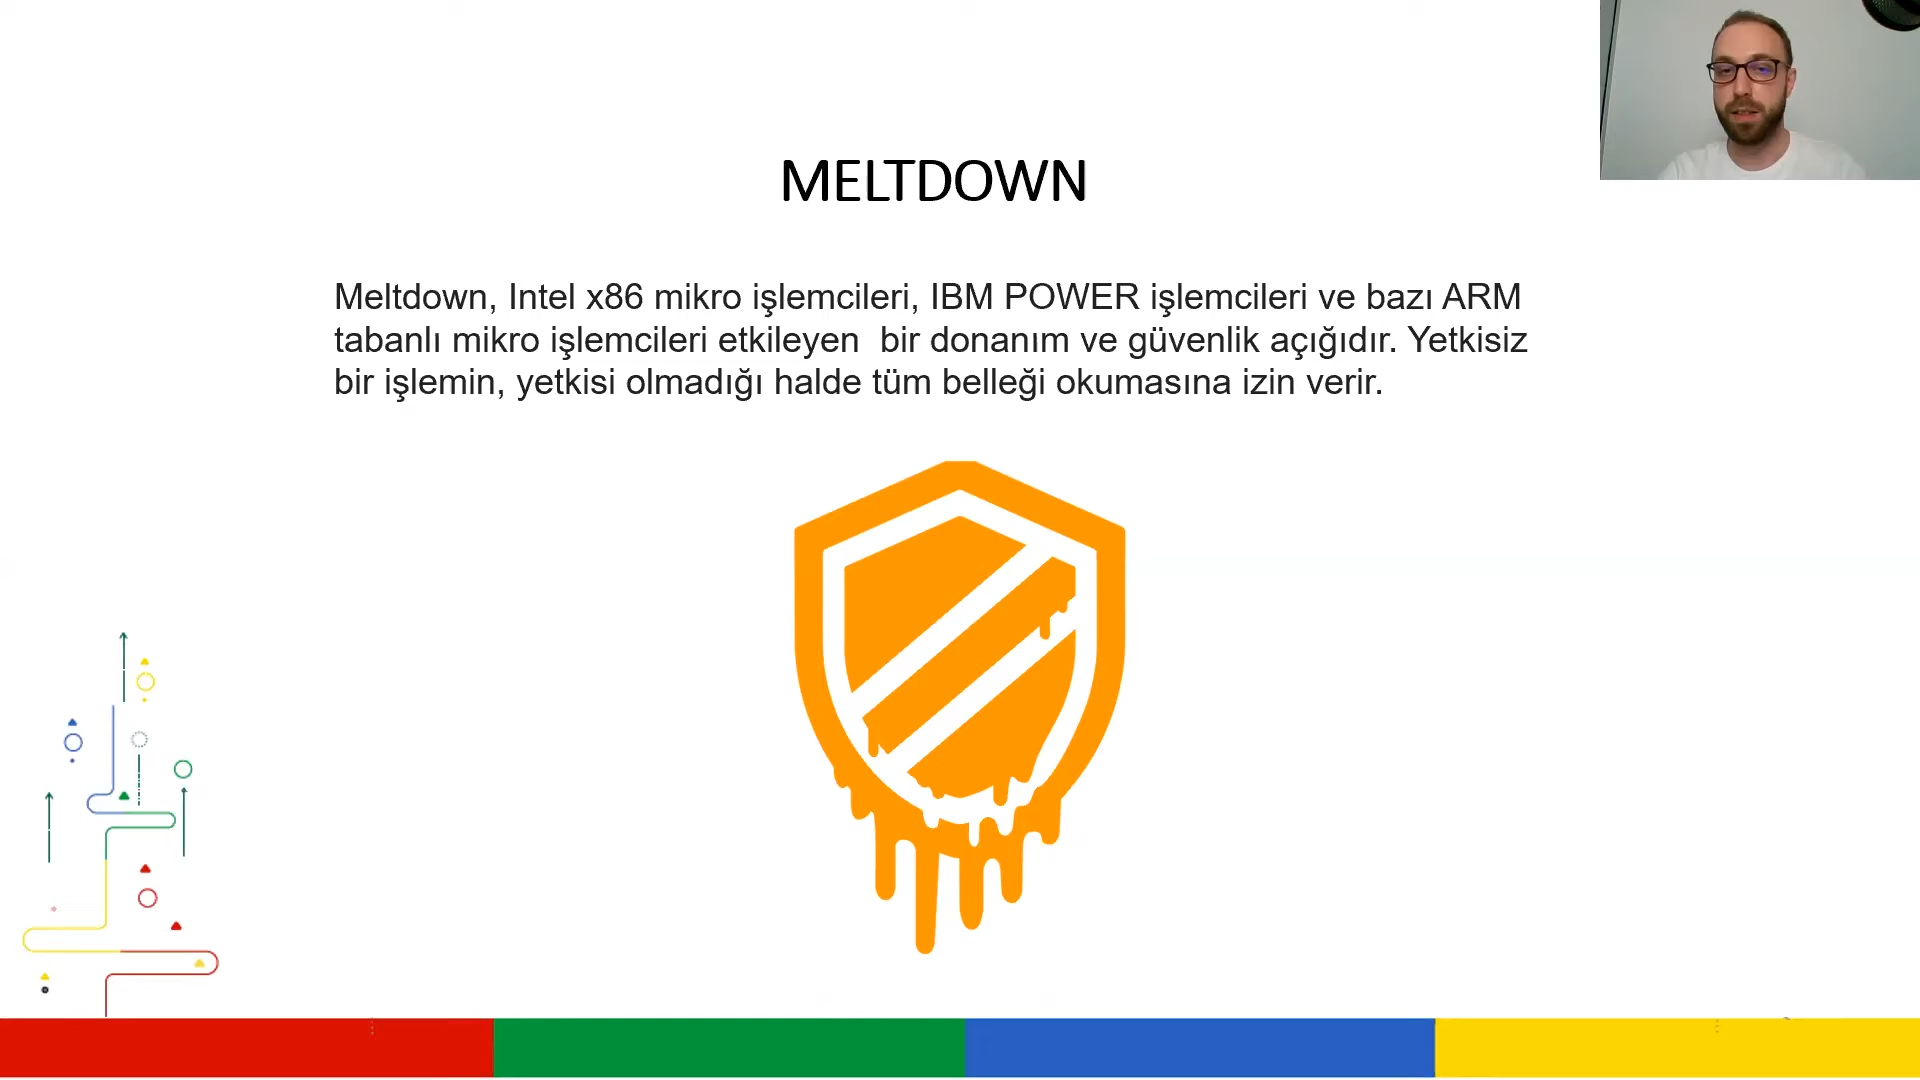 MELTDOWN
Meltdown, Intel x86 mikro işlemcileri, IBM POWER işlemcileri ve bazı ARM
tabanlı mikro işlemcileri etkileyen  bir donanım ve güvenlik açığıdır. Yetkisiz
bir işlemin, yetkisi olmadığı halde tüm belleği okumasına izin verir.